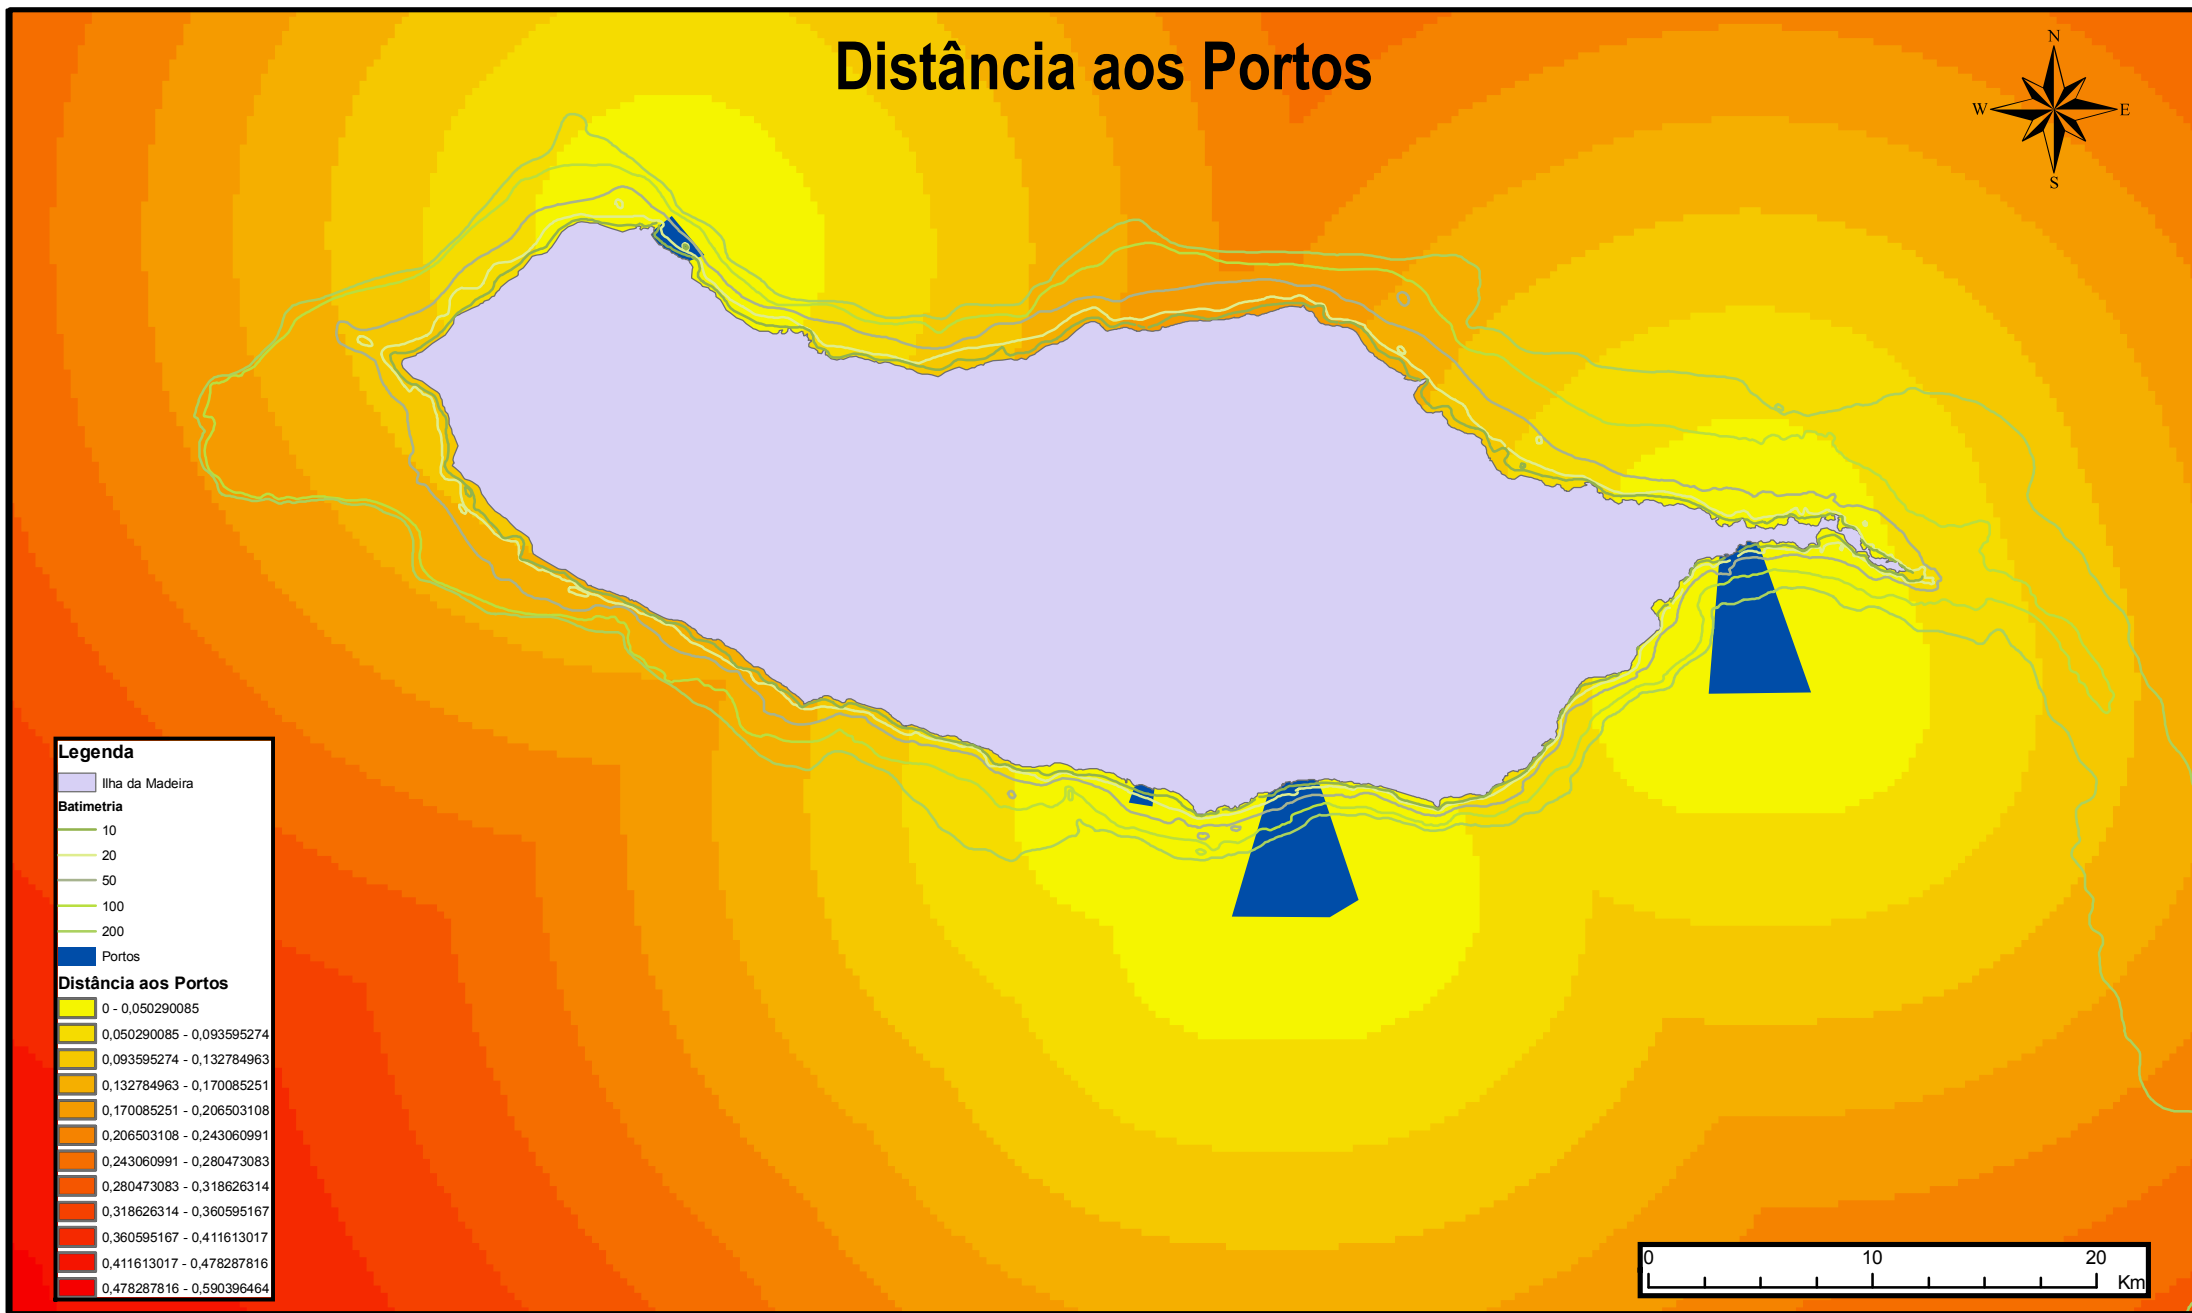 Distância aos Portos
N
W E
S
Legenda
Ilha da Madeira
Batimetria
10
20
50
100
200
Portos
Distância aos Portos
0 - 0,050290085
0,050290085 - 0,093595274
0,093595274 - 0,132784963
0,132784963 - 0,170085251
0,170085251 - 0,206503108
0,206503108 - 0,243060991
0,243060991 - 0,280473083
0,280473083 - 0,318626314
0,318626314 - 0,360595167
0,360595167 - 0,411613017
0,411613017 - 0,478287816
0,478287816 - 0,590396464
0 10 20
Km